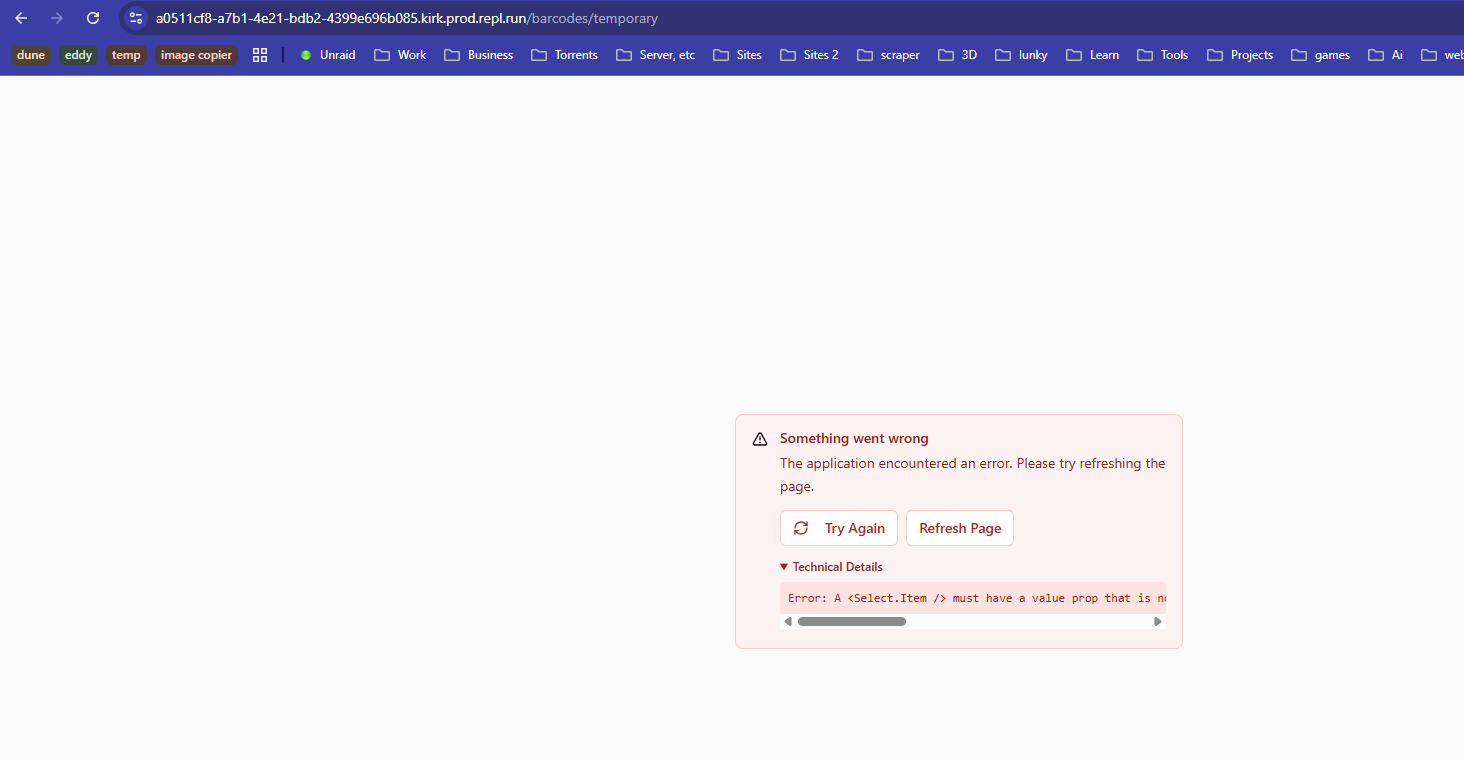 a0511cf8-a7b1-4e21-bdb2-4399e696b085.kirk.prod.repl.run/barcodes/temporary
dune eddy temp image copier Unraid Work Business Torrents Server, etc Sites Sites 2 scraper 3D lunky Learn Tools Projects games Ai web
Something went wrong
The application encountered an error. Please try refreshing the
page.
Try Again Refresh Page
Technical Details
Error: A <Select.Item /> must have a value prop that is no